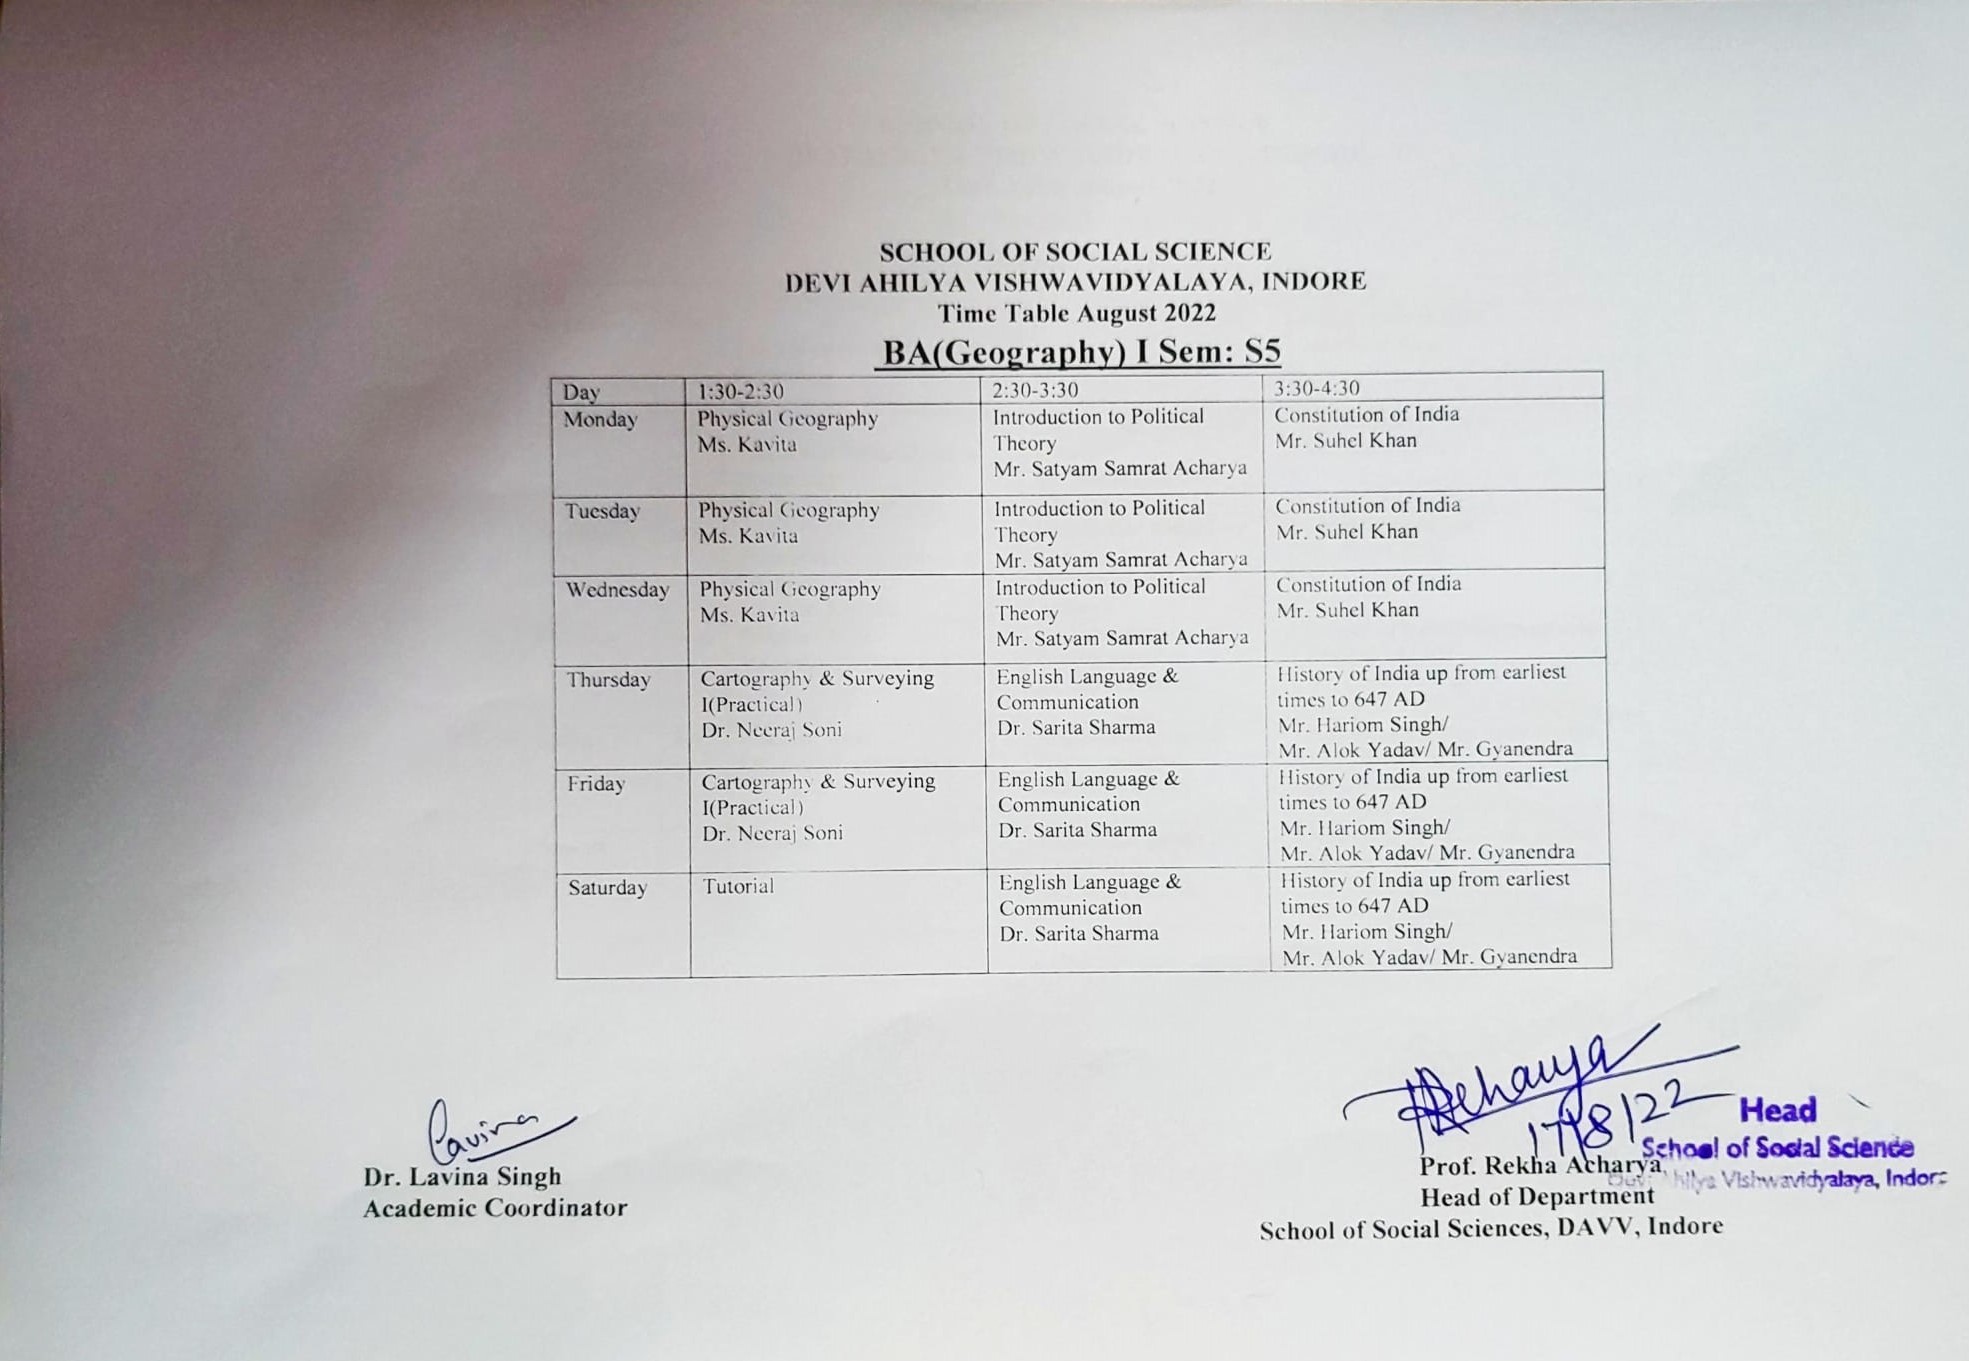 SCHOOL OF SOCIAL SCIENCE
DEVI AHILYA VISHWAVIDYALAYA, INDORE
Time Table August 2022
BA(Geography) I Sem: S5
Day 1:30-2:30 2:30-3:30 3:30-4:30
Monday
Physical Geography
Ms. Kavita
Introduction to Political
Theory
Mr. Satyam Samrat Acharya
Constitution of India
Mr. Suhel Khan
Tuesday
Physical Geography
Ms. Kavita
Introduction to Political
Theory
Mr. Satyam Samrat Acharya
Constitution of India
Mr. Suhel Khan
Wednesday
Physical Geography
Ms. Kavita
Introduction to Political
Theory
Mr. Satyam Samrat Acharya
Constitution of India
Mr. Suhel Khan
Thursday
Cartography & Surveying
I(Practical)
Dr. Neeraj Soni
English Language &
Communication
Dr. Sarita Sharma
History of India up from earliest
times to 647 AD
Mr. Hariom Singh/
Mr. Alok Yadav/ Mr. Gyanendra
Friday
Cartography & Surveying
I(Practical)
Dr. Neeraj Soni
English Language &
Communication
Dr. Sarita Sharma
History of India up from earliest
times to 647 AD
Mr. Hariom Singh/
Mr. Alok Yadav/ Mr. Gyanendra
Saturday
Tutorial
English Language &
Communication
Dr. Sarita Sharma
History of India up from earliest
times to 647 AD
Mr. Hariom Singh/
Mr. Alok Yadav/ Mr. Gyanendra
Lavina
Dr. Lavina Singh
Academic Coordinator
RAcharya
17/8/22
Prof. Rekha Acharya
Head of Department
School of Social Sciences, DAVV, Indore
Head
School of Social Science
Vishwavidyalaya, Indore